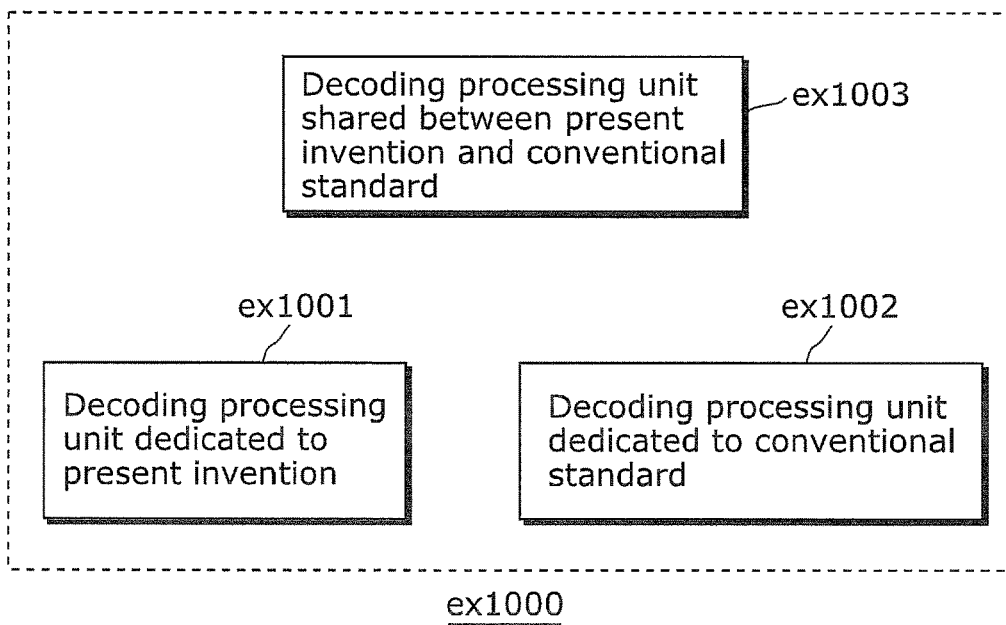 Decoding processing unit
shared between present
invention and conventional
standard
ex1003
ex1001
Decoding processing
unit dedicated to
present invention
ex1002
Decoding processing unit
dedicated to conventional
standard
ex1000